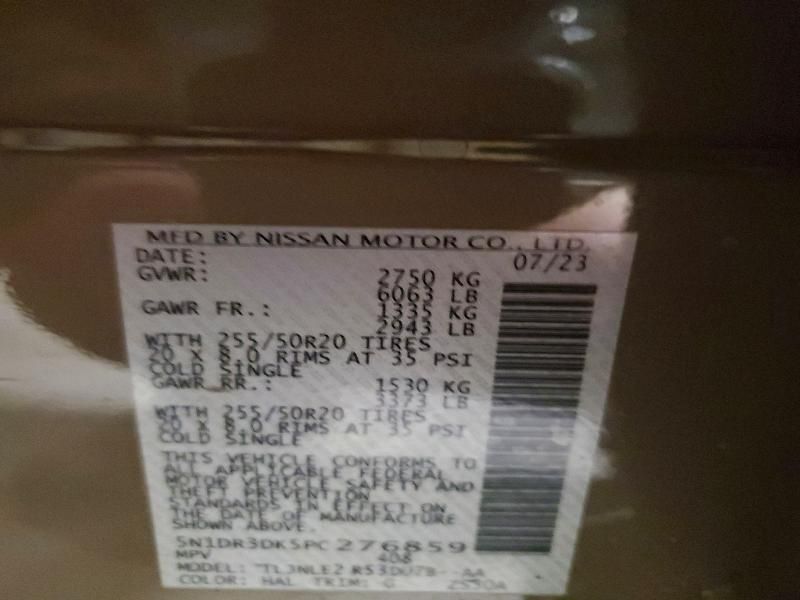 MFD BY NISSAN MOTOR CO., LTD.
DATE: 07/23
GVWR: 2750 KG
6063 LB
GAWR FR.: 1335 KG
2943 LB
WITH 255/50R20 TIRES
20 X 8.0 RIMS AT 35 PSI
COLD SINGLE
GAWR RR.: 1530 KG
3373 LB
WITH 255/50R20 TIRES
20 X 8.0 RIMS AT 35 PSI
COLD SINGLE
THIS VEHICLE CONFORMS TO
ALL APPLICABLE FEDERAL
MOTOR VEHICLE SAFETY AND
THEFT PREVENTION
STANDARDS IN EFFECT ON
THE DATE OF MANUFACTURE
SHOWN ABOVE.
5N1DR3DK5PC276859
MPV 408
MODEL:
COLOR: HAL TRIM: G